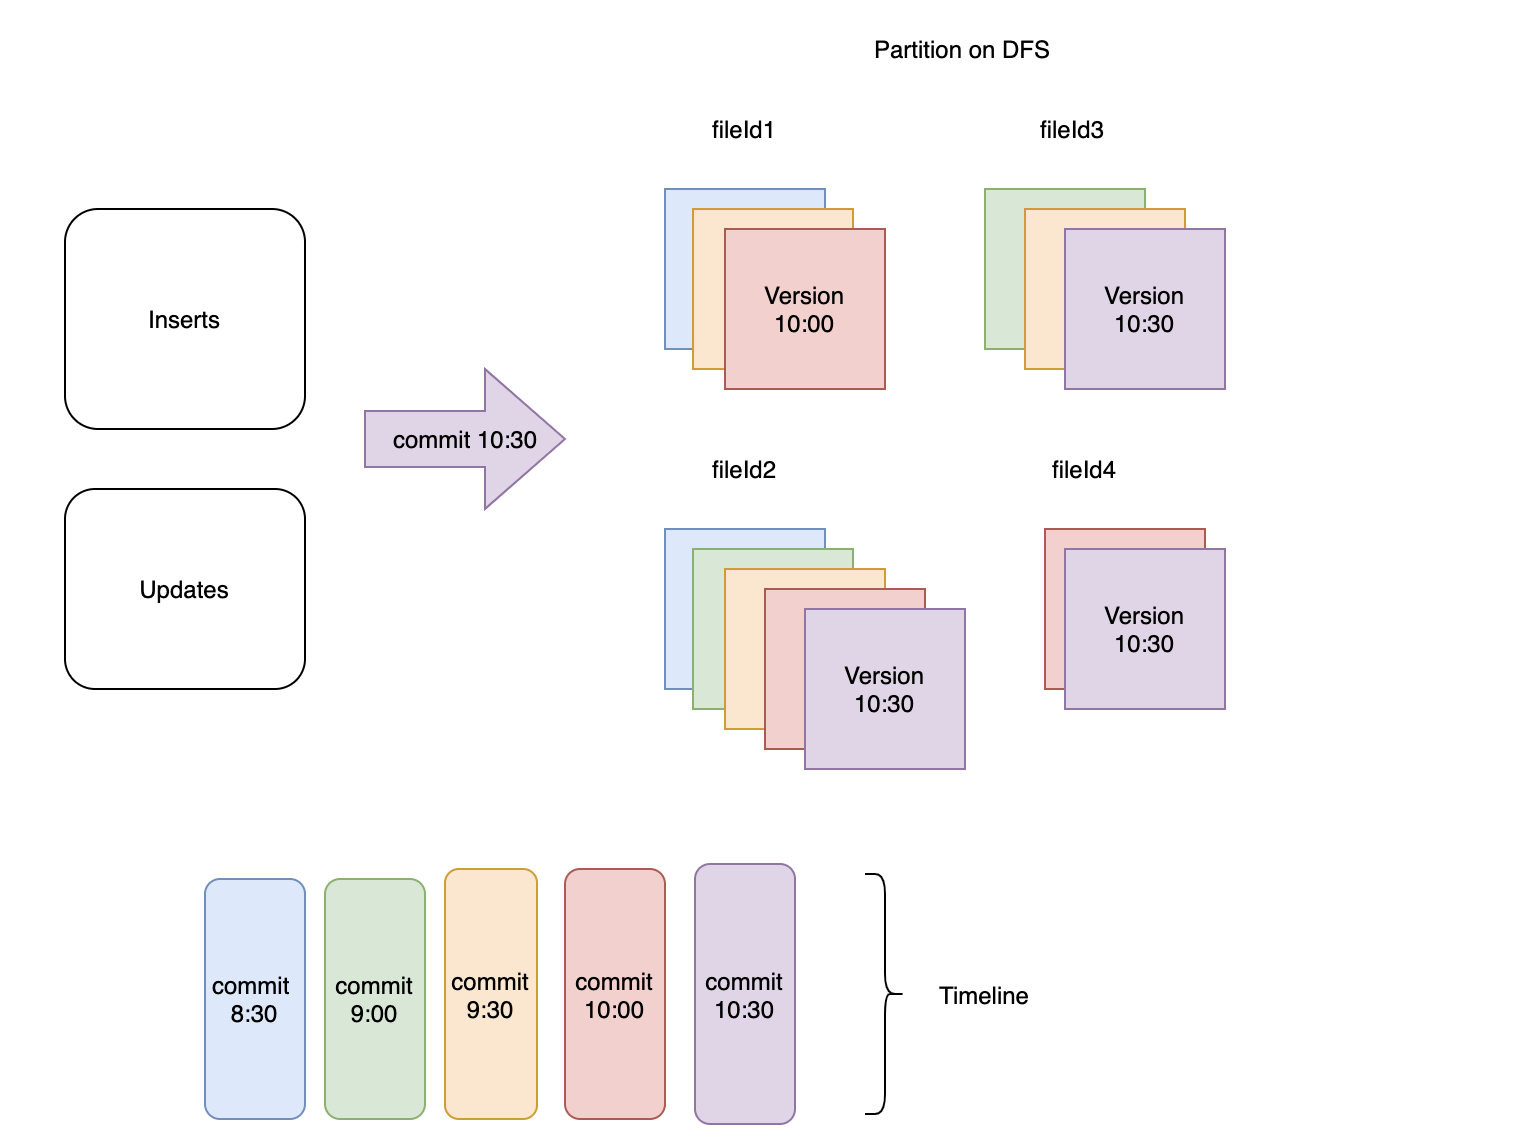 Partition on DFS
fileId1
fileId3
Inserts
Version
10:00
Version
10:30
commit 10:30
fileId2
fileId4
Updates
Version
10:30
Version
10:30
commit
8:30
commit
9:00
commit
9:30
commit
10:00
commit
10:30
Timeline